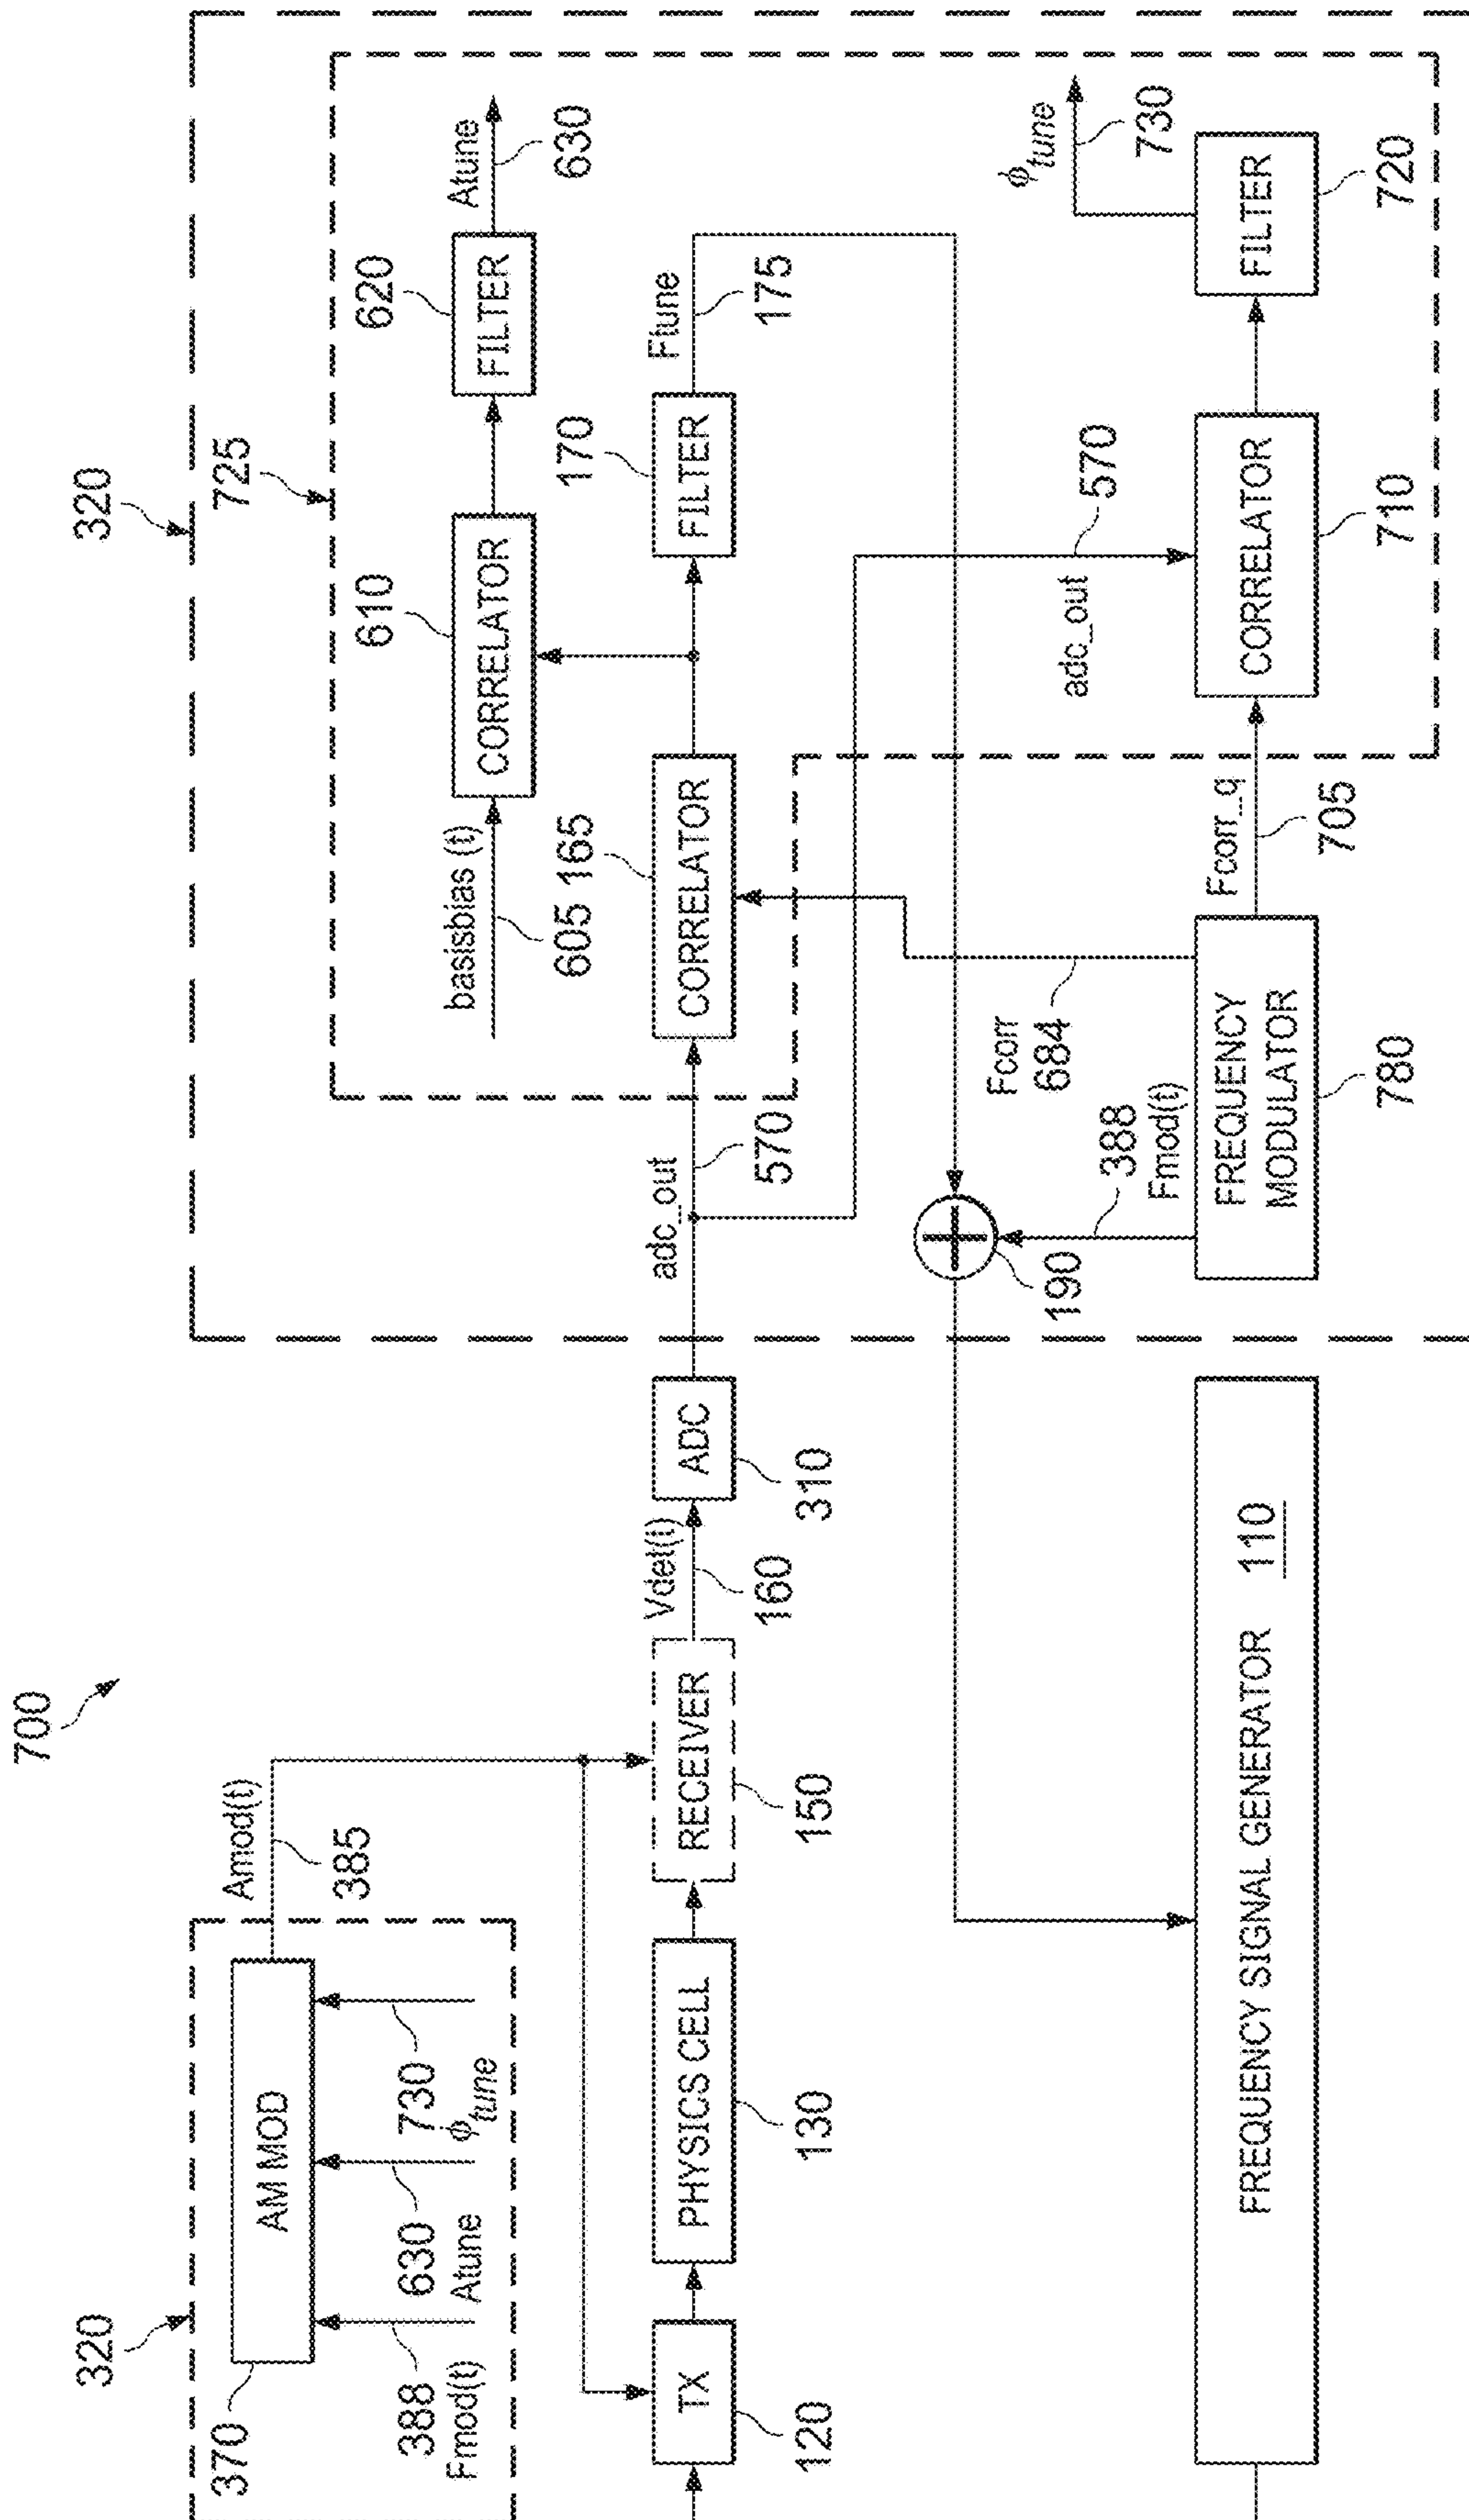 700
320
370
AM MOD
Amod(t)
385
388
Fmod(t)
630
Atune
730
ϕtune
TX
120
PHYSICS CELL
130
RECEIVER
150
Vdet(t)
160
ADC
310
FREQUENCY SIGNAL GENERATOR 110
320
725
adc_out
570
basisbias (t)
605
165
CORRELATOR
610
CORRELATOR
620
FILTER
Atune
630
170
FILTER
Ftune
175
190
388
Fmod(t)
Fcorr
684
FREQUENCY
MODULATOR
780
Fcorr_q
705
adc_out
570
CORRELATOR
710
FILTER
720
ϕtune
730